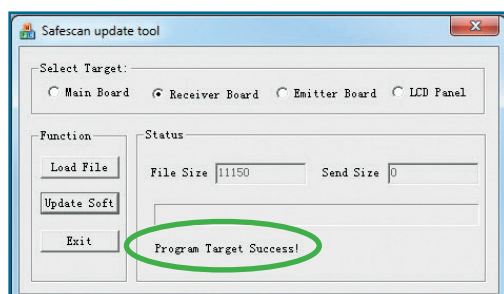 Safescan update tool
Select Target:
Main Board Receiver Board Emitter Board LCD Panel
Function
Load File
Update Soft
Exit
Status
File Size 11150 Send Size 0
Program Target Success!